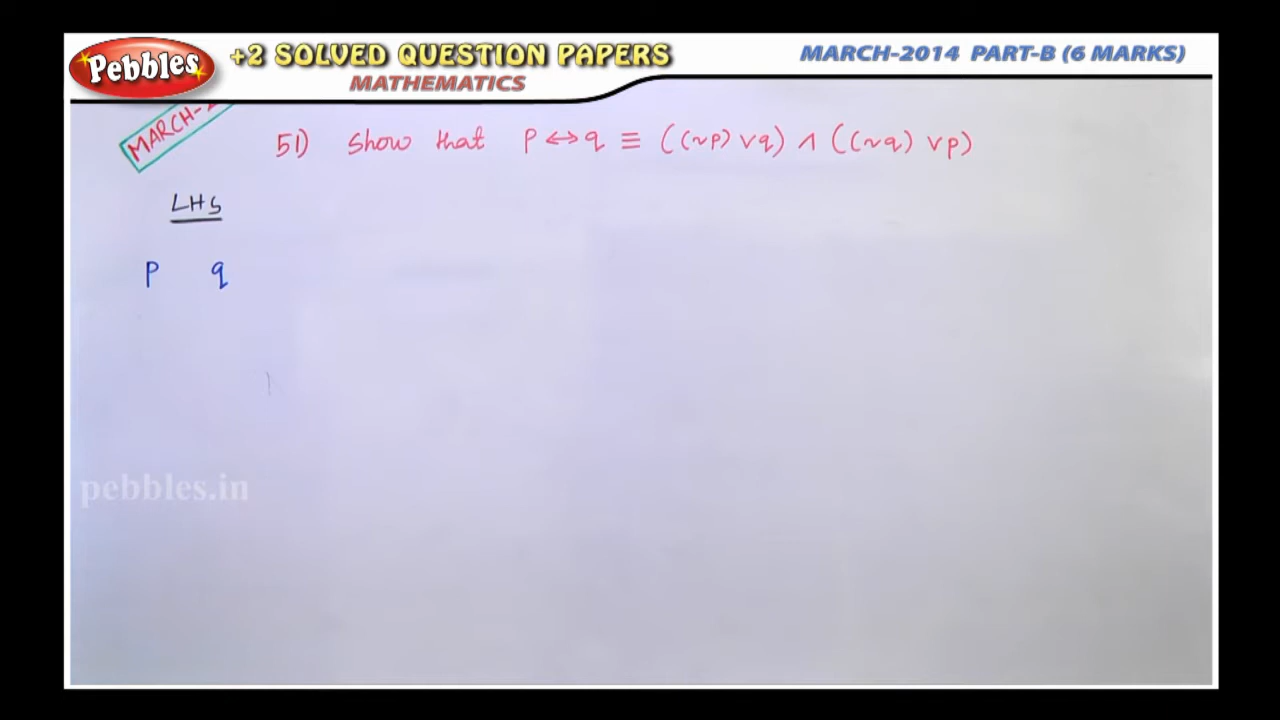 Pebbles
+2 SOLVED QUESTION PAPERS
MATHEMATICS
MARCH-2014 PART-B (6 MARKS)
MARCH-
51) Show that p ↔ q ≡ ((~p) ∨ q) ∧ ((~q) ∨ p)
LHS
p q
pebbles.in